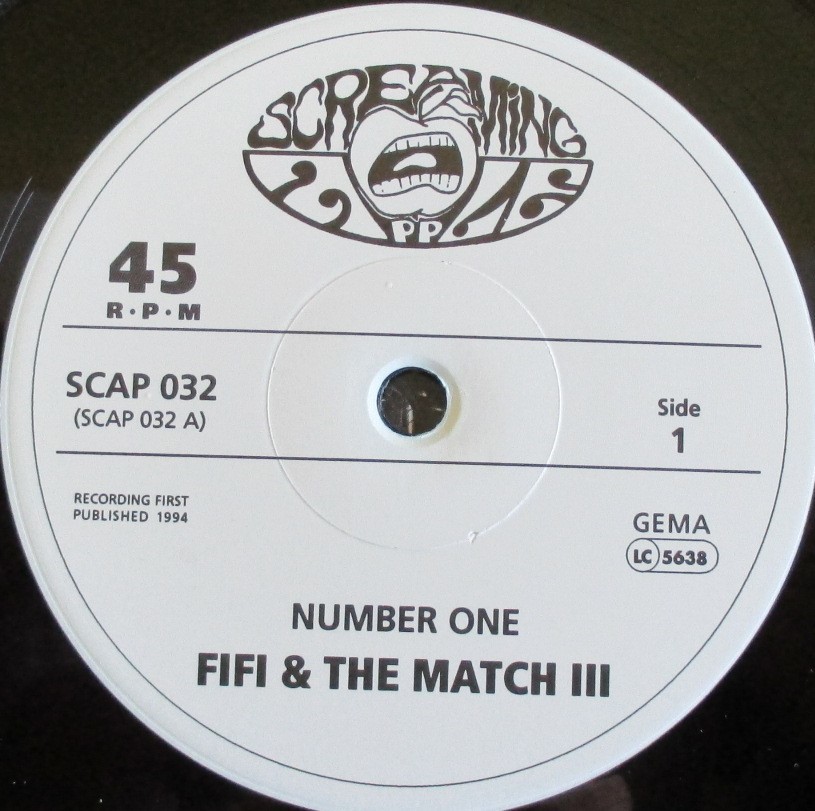 SCREAMING
APPLE
45
R·P·M
SCAP 032
(SCAP 032 A)
Side
1
RECORDING FIRST
PUBLISHED 1994
GEMA
LC 5638
NUMBER ONE
FIFI & THE MATCH III